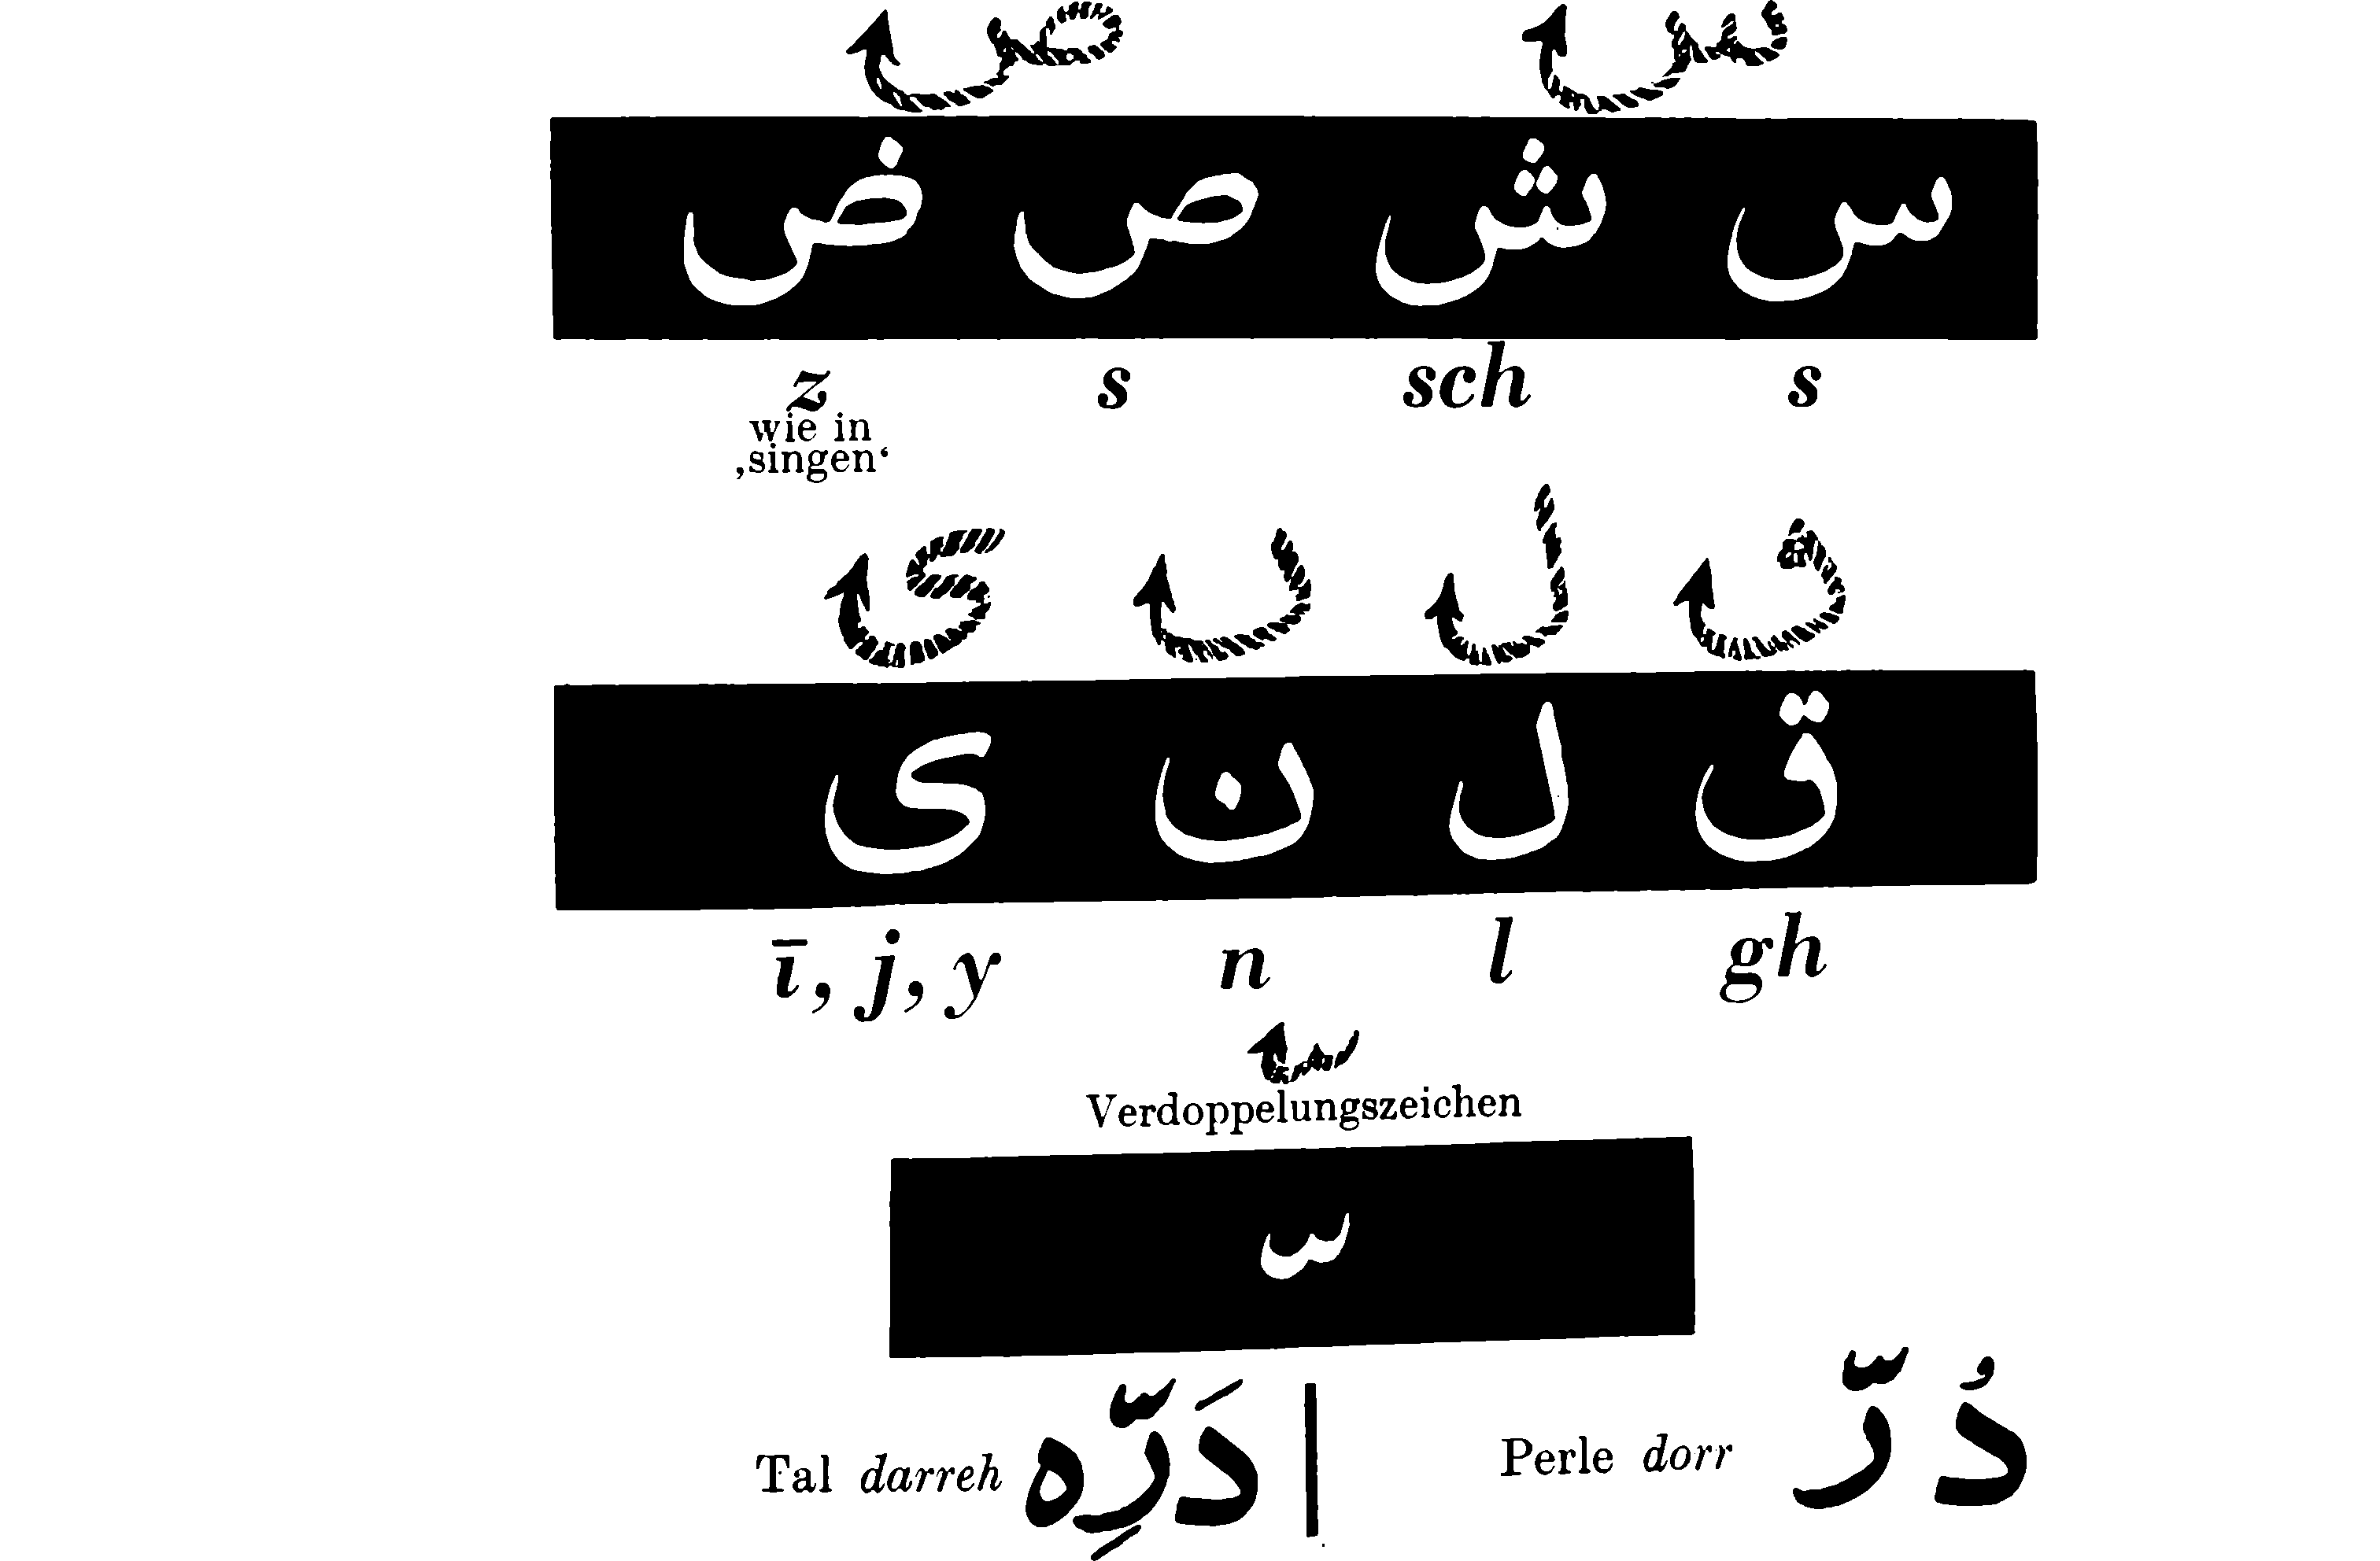 ض ص ش س
z s sch s
wie in
‚singen‘
ی ن ل ق
ī, j, y n l gh
Verdoppelungszeichen
ّ
Tal darreh دَرِّه | Perle dorr دُرّ